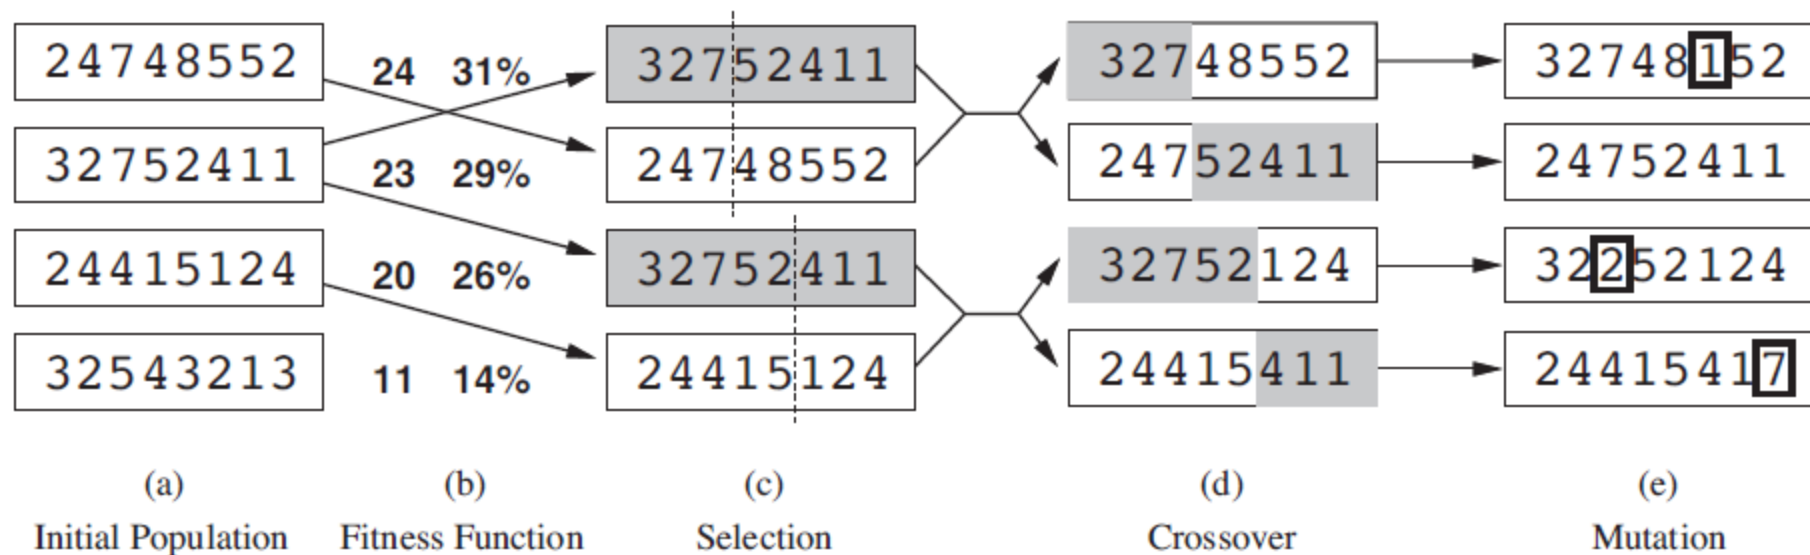 24748552 24 31% 32752411 32748552 32748152
32752411 23 29% 24748552 24752411 24752411
24415124 20 26% 32752411 32752124 32252124
32543213 11 14% 24415124 24415411 24415417
(a) (b) (c) (d) (e)
Initial Population Fitness Function Selection Crossover Mutation